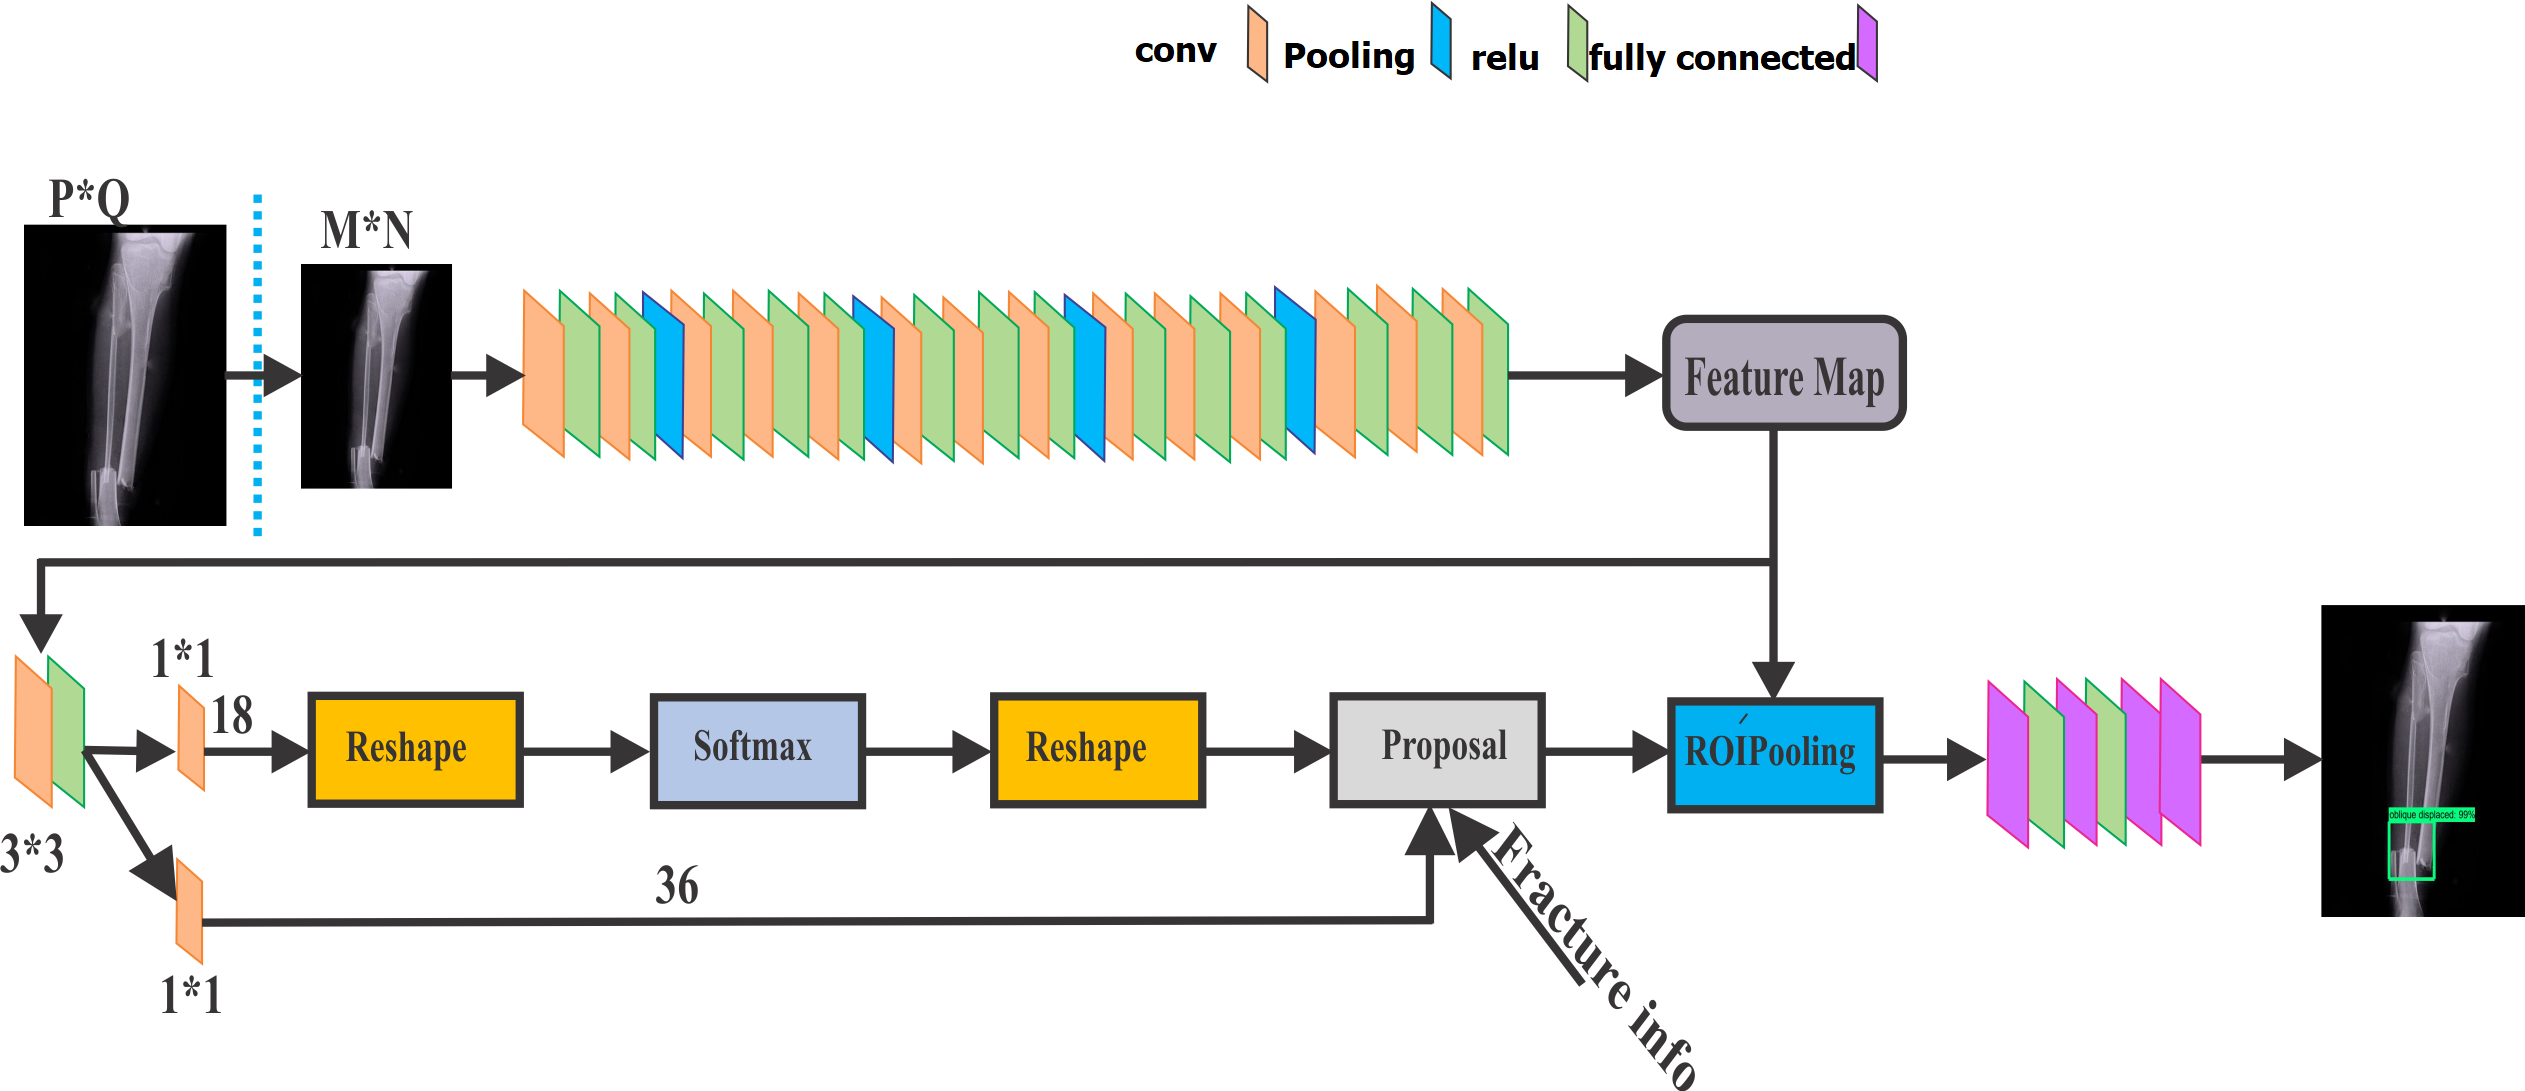 conv
Pooling
relu
fully connected
P*Q
M*N
Feature Map
1*1
18
Reshape
Softmax
Reshape
Proposal
ROÍPooling
3*3
36
1*1
Fracture info
oblique displaced: 99%